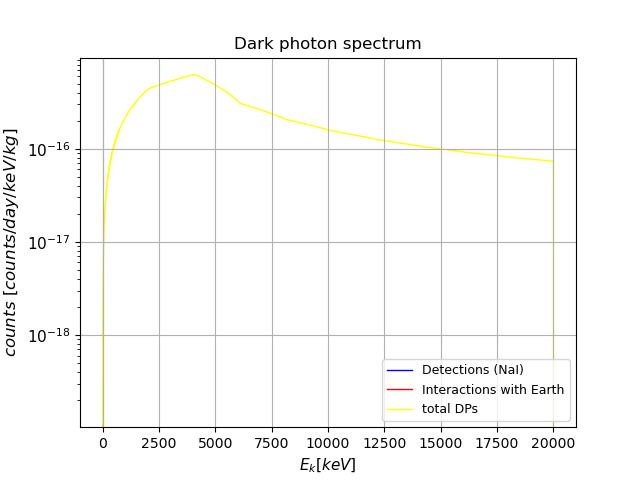 Dark photon spectrum
counts [counts/day/keV/kg]
10⁻¹⁶
10⁻¹⁷
10⁻¹⁸
Detections (NaI)
Interactions with Earth
total DPs
0 2500 5000 7500 10000 12500 15000 17500 20000
E_k[keV]